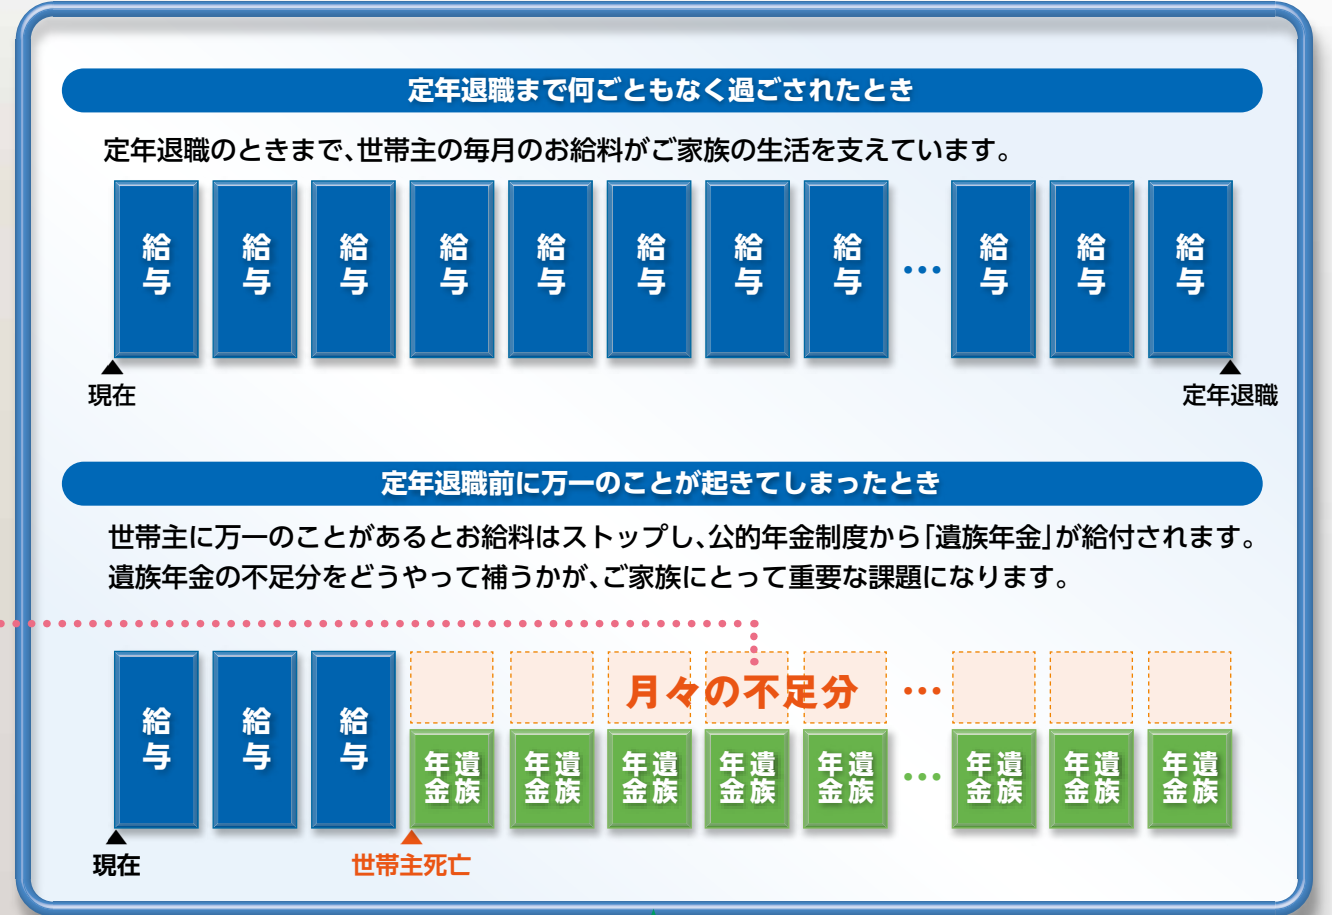 定年退職まで何ごともなく過ごされたとき
定年退職のときまで、世帯主の毎月のお給料がご家族の生活を支えています。
給与 給与 給与 給与 給与 給与 給与 給与 … 給与 給与 給与
現在 定年退職
定年退職前に万一のことが起きてしまったとき
世帯主に万一のことがあるとお給料はストップし、公的年金制度から「遺族年金」が給付されます。
遺族年金の不足分をどうやって補うかが、ご家族にとって重要な課題になります。
月々の不足分 …
給与 給与 給与 遺族年金 遺族年金 遺族年金 遺族年金 遺族年金 … 遺族年金 遺族年金 遺族年金
現在 世帯主死亡